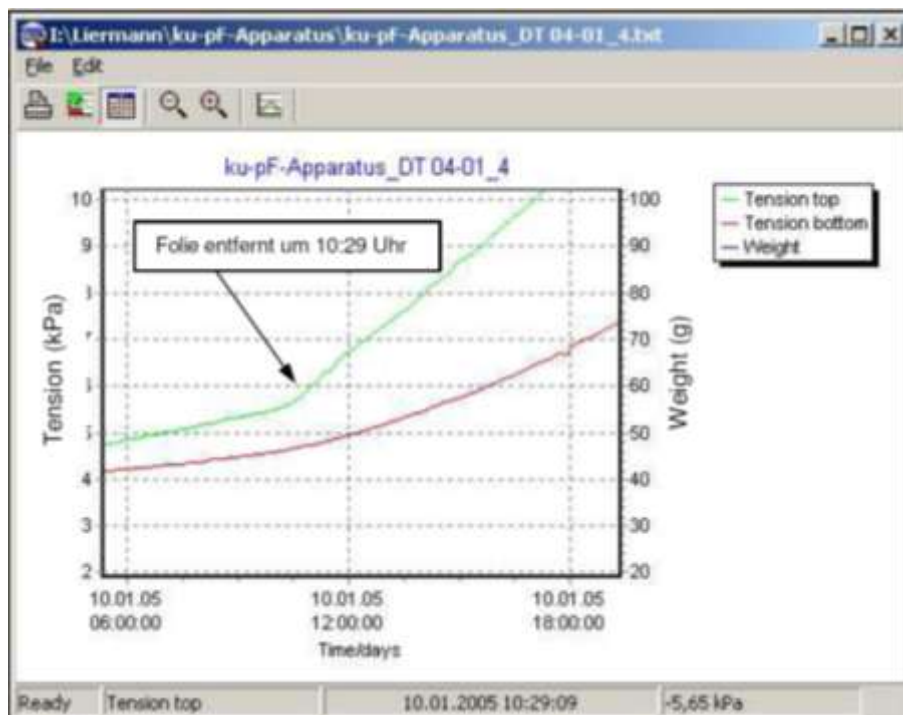 I:\Liermann\ku-pF-Apparatus\ku-pF-Apparatus_DT 04-01_4.txt
File Edit
ku-pF-Apparatus_DT 04-01_4
Tension top
Tension bottom
Weight
Folie entfernt um 10:29 Uhr
Tension (kPa)
10
9
8
7
6
5
4
3
2
100
90
80
70
60
50
40
30
20
Weight (g)
10.01.05
06:00:00
10.01.05
12:00:00
10.01.05
18:00:00
Time/days
Ready Tension top 10.01.2005 10:29:09 -5,65 kPa